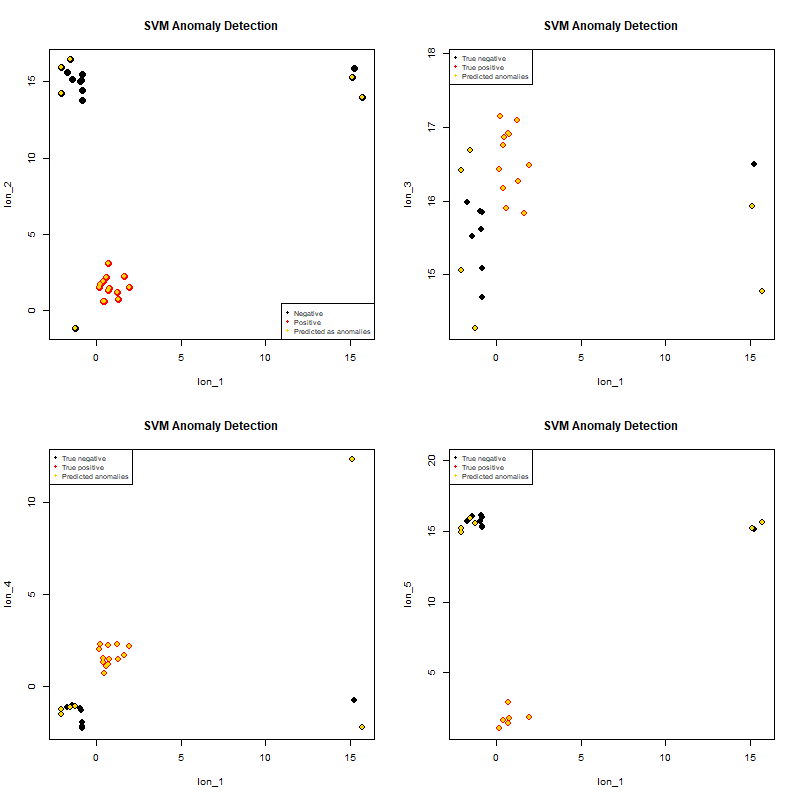 SVM Anomaly Detection
Ion_2
15
10
5
0
Negative
Positive
Predicted as anomalies
0 5 10 15
Ion_1
SVM Anomaly Detection
Ion_3
18
17
16
15
True negative
True positive
Predicted anomalies
0 5 10 15
Ion_1
SVM Anomaly Detection
Ion_4
10
5
0
True negative
True positive
Predicted anomalies
0 5 10 15
Ion_1
SVM Anomaly Detection
Ion_5
20
15
10
5
True negative
True positive
Predicted anomalies
0 5 10 15
Ion_1